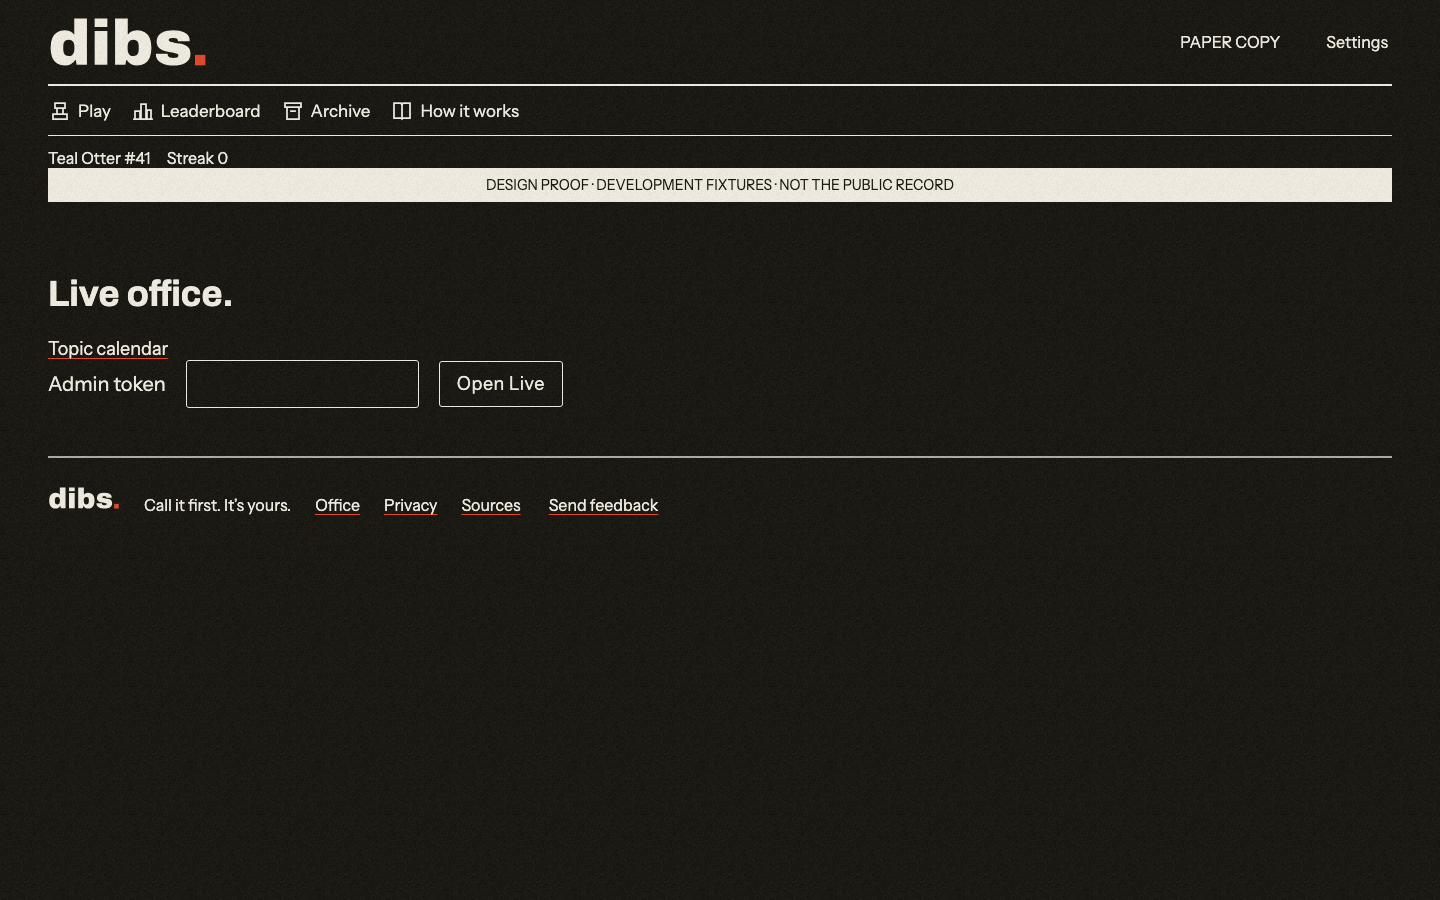 dibs.
PAPER COPY Settings
Play Leaderboard Archive How it works
Teal Otter #41 Streak 0
DESIGN PROOF · DEVELOPMENT FIXTURES · NOT THE PUBLIC RECORD
Live office.
Topic calendar
Admin token Open Live
dibs. Call it first. It's yours. Office Privacy Sources Send feedback